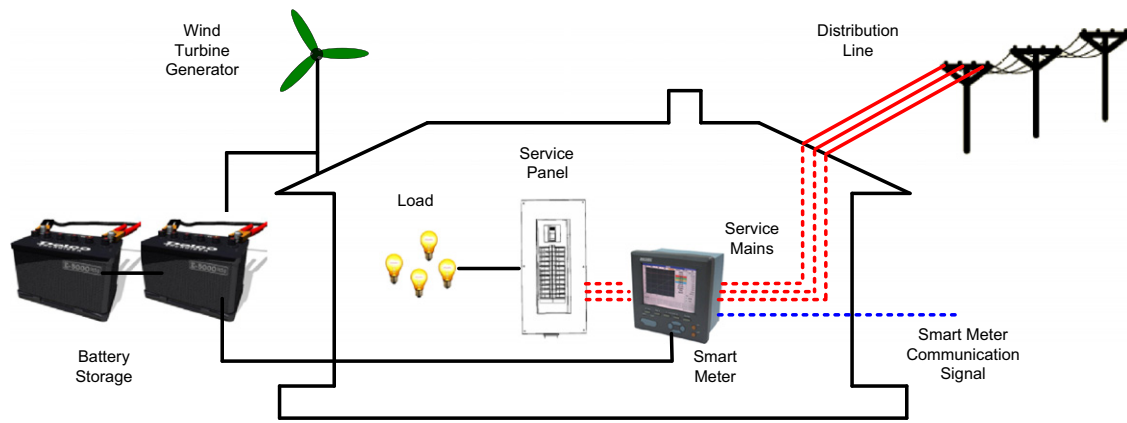 Wind
Turbine
Generator
Distribution
Line
Service
Panel
Load
Service
Mains
Battery
Storage
Smart
Meter
Smart Meter
Communication
Signal